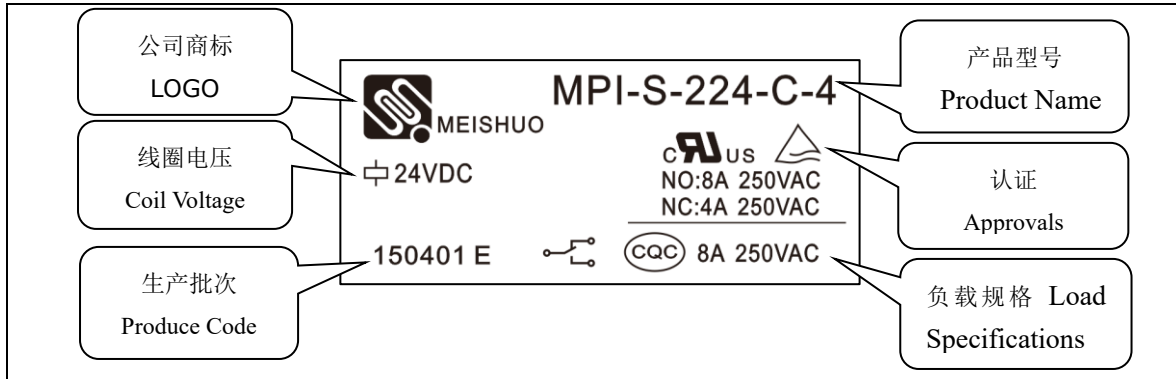 公司商标
LOGO
线圈电压
Coil Voltage
生产批次
Produce Code
MEISHUO
MPI-S-224-C-4
24VDC
cRUus
NO:8A 250VAC
NC:4A 250VAC
150401 E
CQC 8A 250VAC
产品型号
Product Name
认证
Approvals
负载规格 Load
Specifications